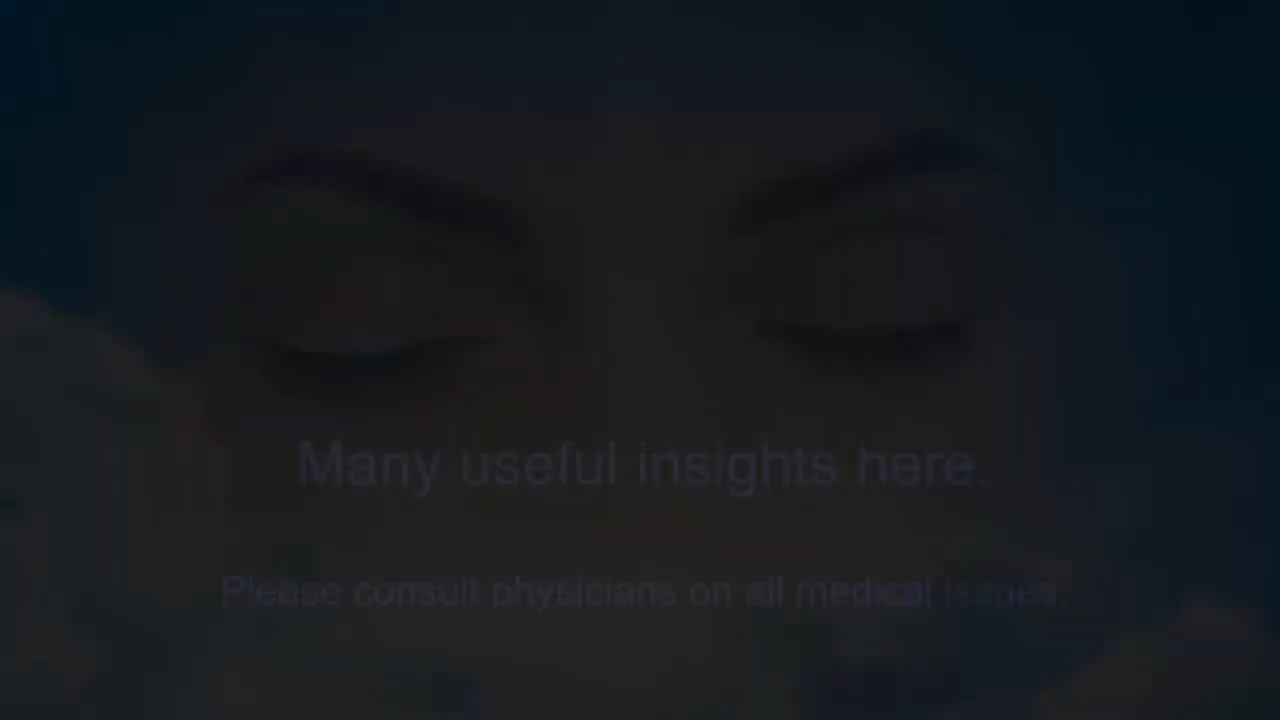 Many useful insights here.
Please consult physicians on all medical issues.